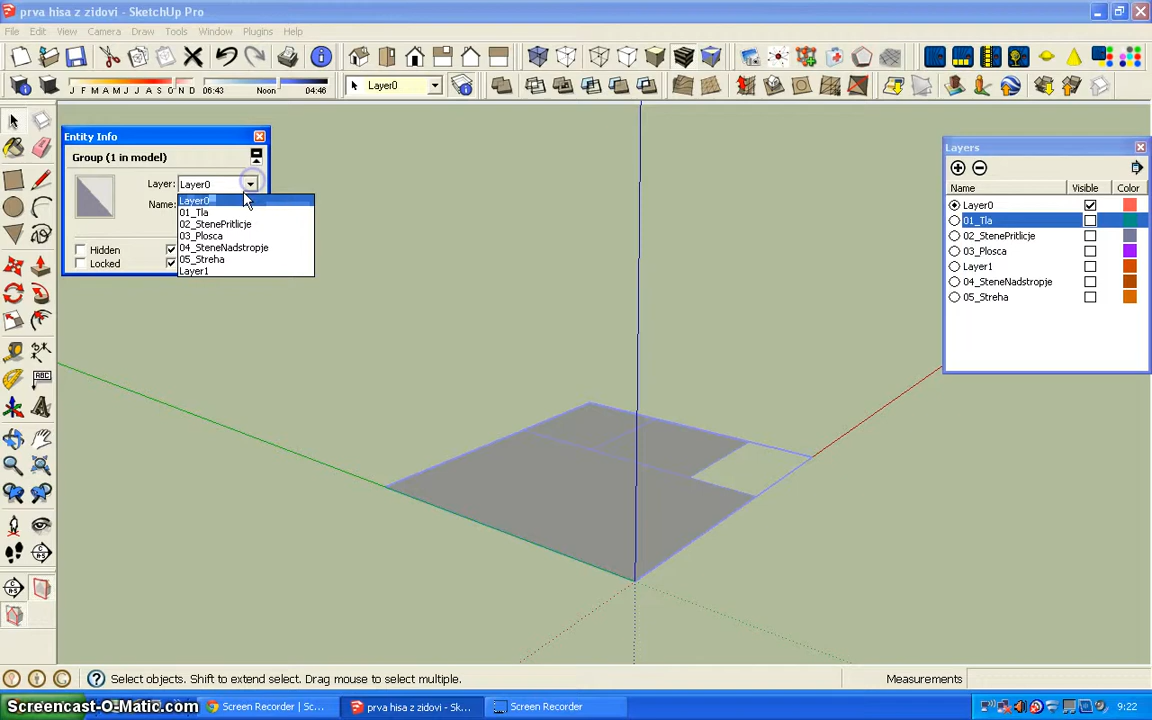 prva hisa z zidovi - SketchUp Pro
File Edit View Camera Draw Tools Window Plugins Help
J F M A M J J A S O N D 06:43 Noon 04:46 Layer0
Entity Info
Group (1 in model)
Layer: Layer0
Name:
Hidden
Locked
Layer0
01_Tla
02_StenePritlicje
03_Plosca
04_SteneNadstropje
05_Streha
Layer1
Layers
Name Visible Color
Layer0
01_Tla
02_StenePritlicje
03_Plosca
Layer1
04_SteneNadstropje
05_Streha
ABC
Select objects. Shift to extend select. Drag mouse to select multiple.
Measurements
Screencast-O-Matic.com
Screen Recorder | Sc...
prva hisa z zidovi - Sk...
Screen Recorder
9:22